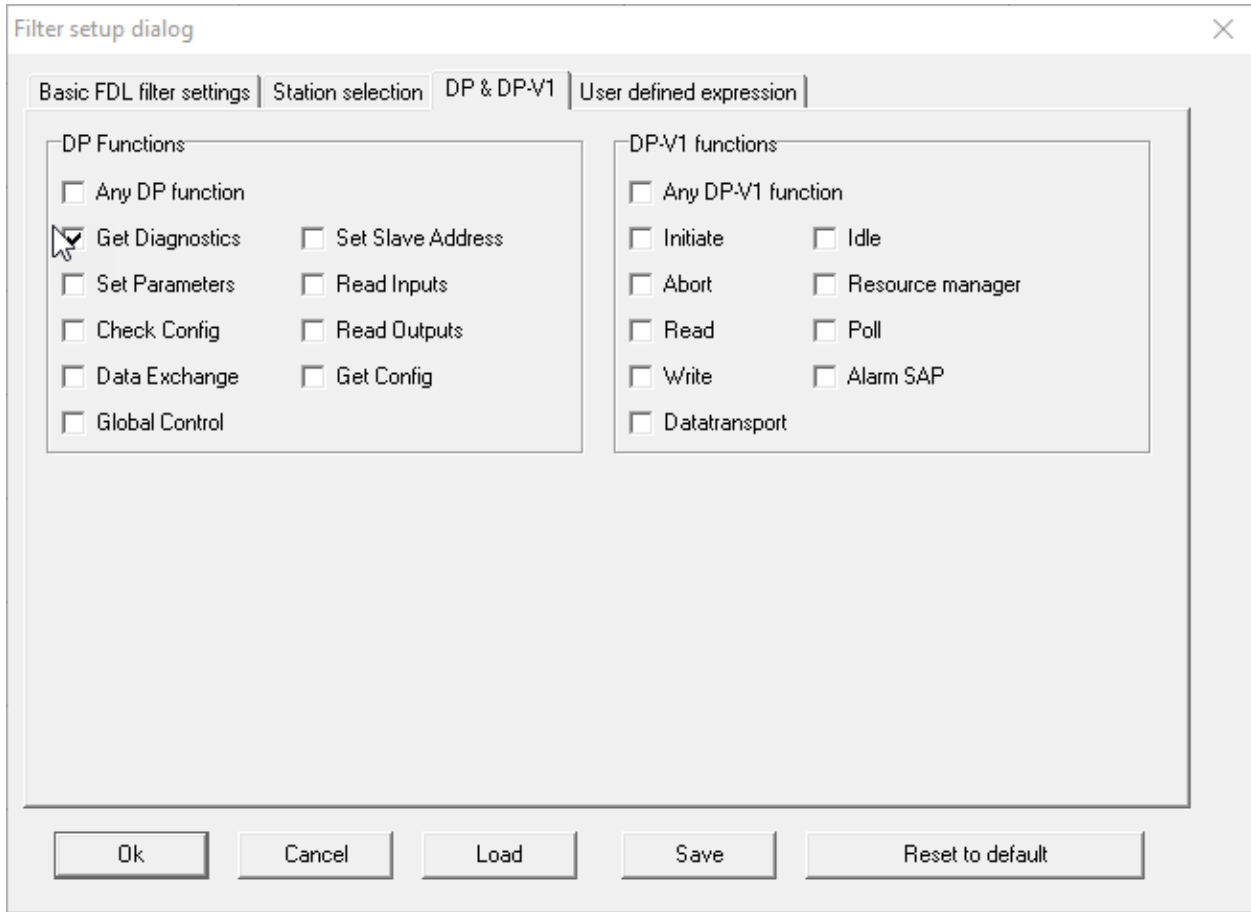 Filter setup dialog
Basic FDL filter settings Station selection DP & DP-V1 User defined expression
DP Functions
Any DP function
Get Diagnostics Set Slave Address
Set Parameters Read Inputs
Check Config Read Outputs
Data Exchange Get Config
Global Control
DP-V1 functions
Any DP-V1 function
Initiate Idle
Abort Resource manager
Read Poll
Write Alarm SAP
Datatransport
Ok Cancel Load Save Reset to default